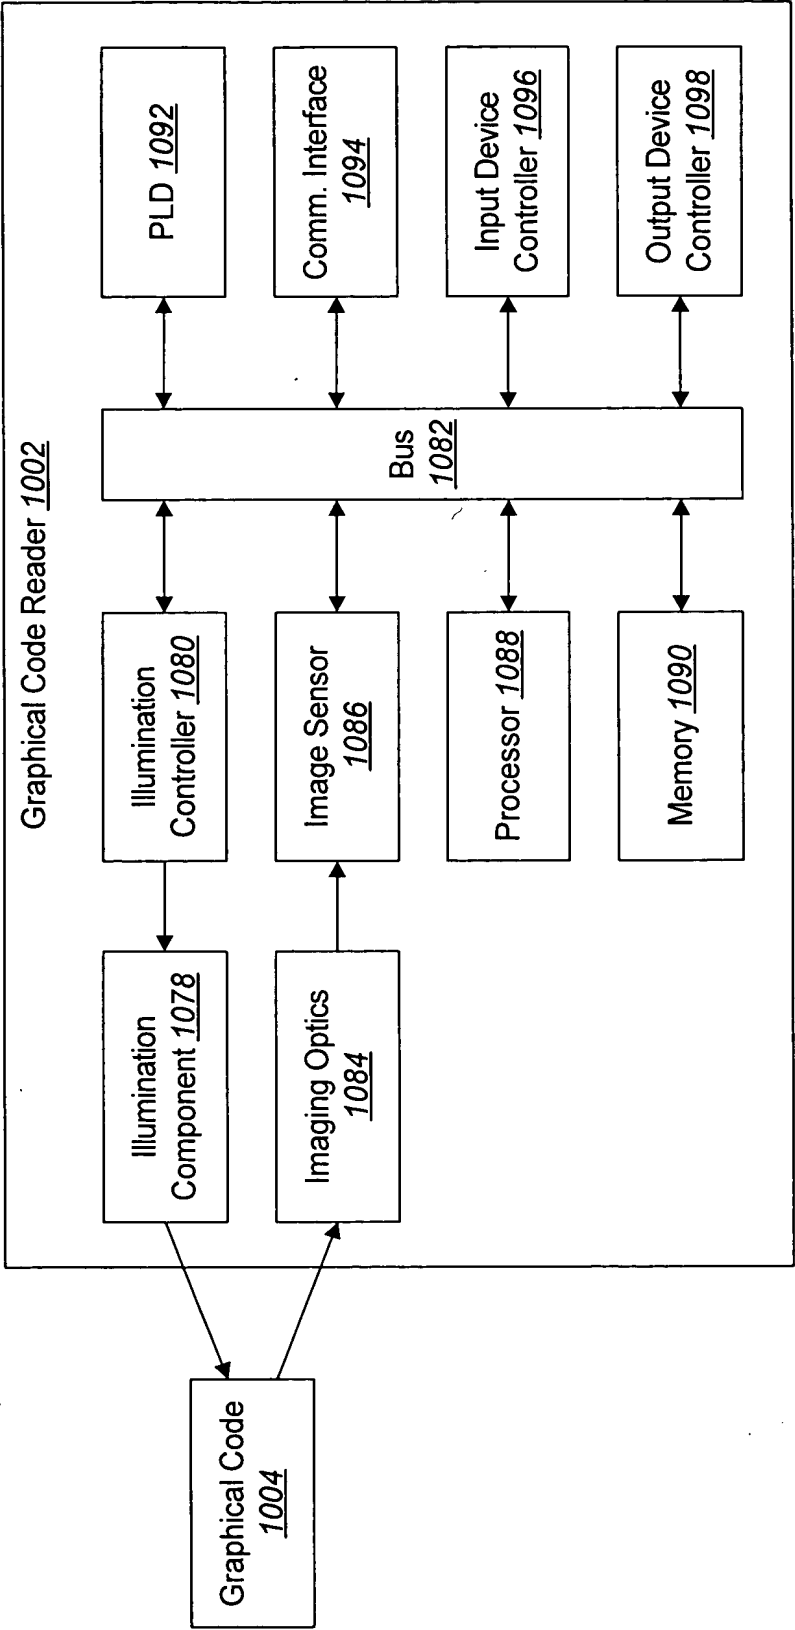 Graphical Code Reader 1002
Graphical Code
1004
Illumination
Component 1078
Illumination
Controller 1080
Imaging Optics
1084
Image Sensor
1086
Processor 1088
Memory 1090
Bus
1082
PLD 1092
Comm. Interface
1094
Input Device
Controller 1096
Output Device
Controller 1098